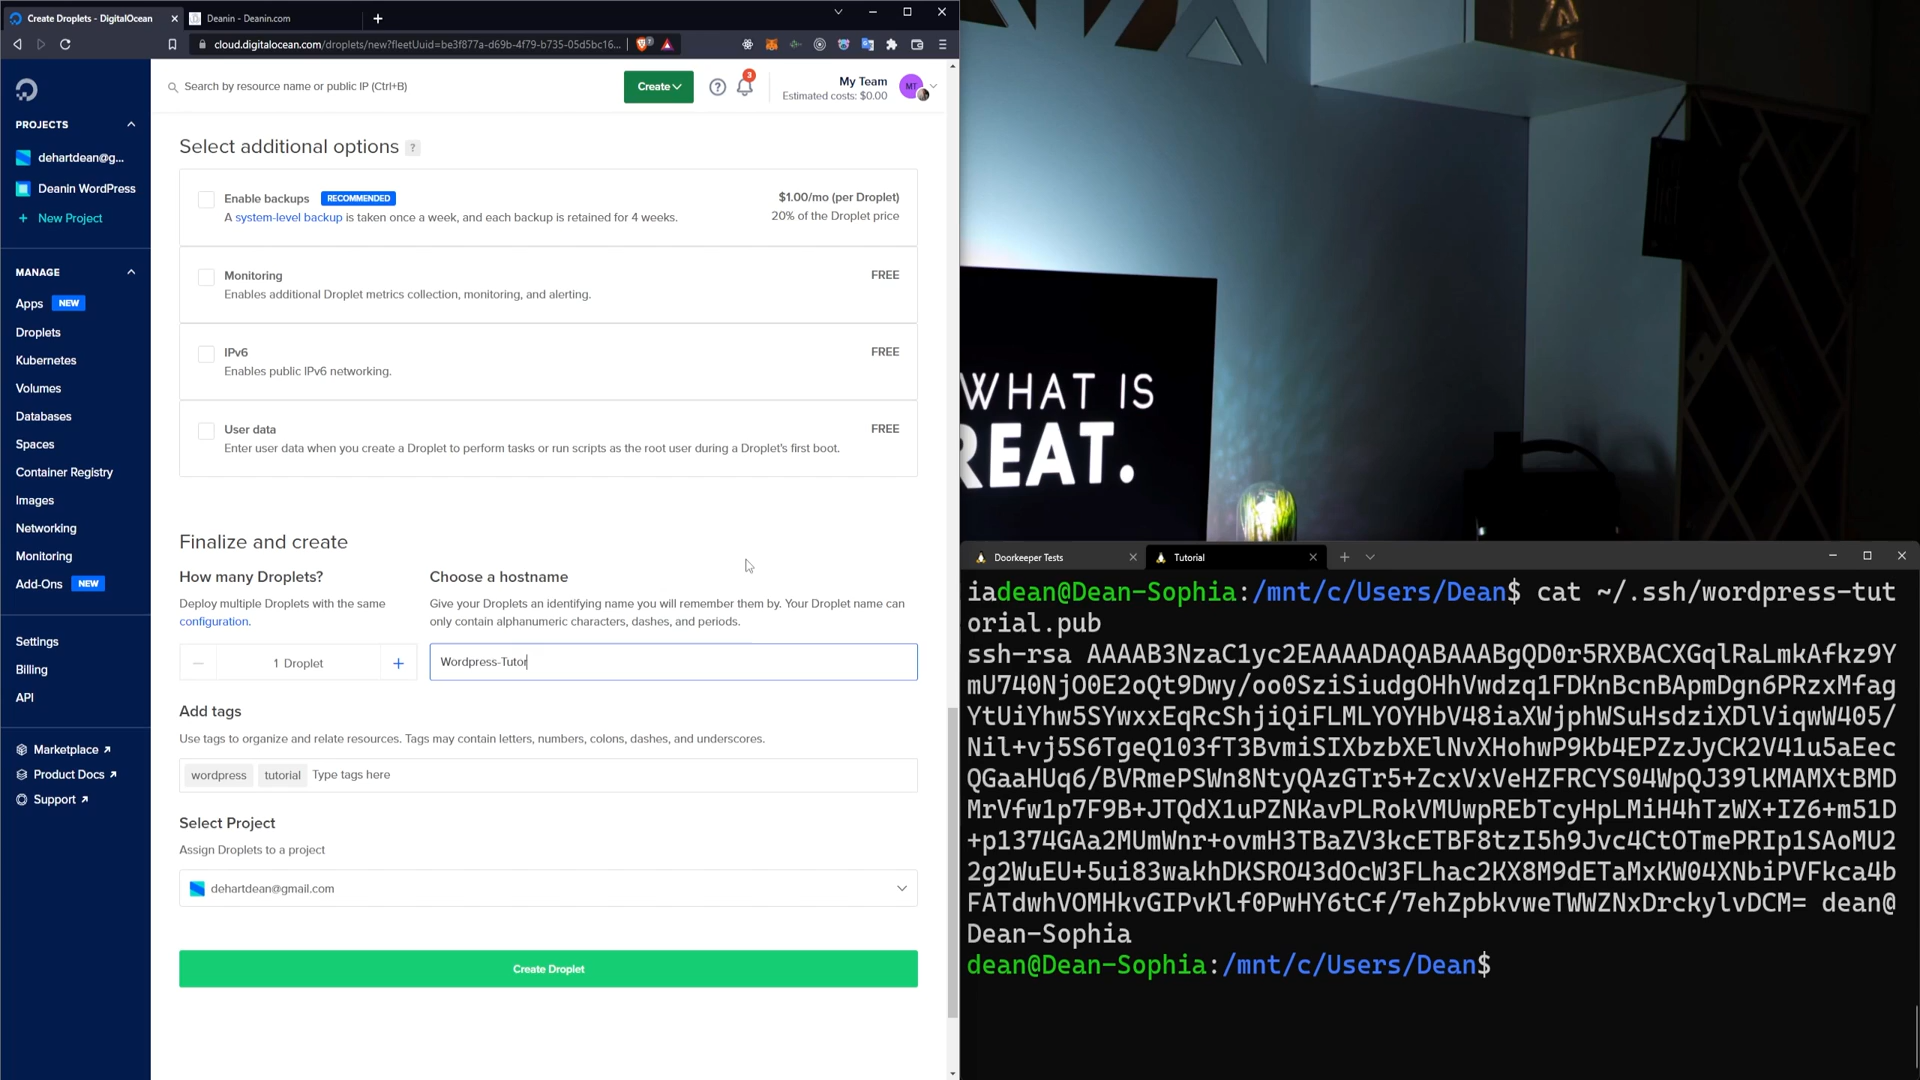 Create Droplets - DigitalOcean
Deanin - Deanin.com
cloud.digitalocean.com/droplets/new?fleetUuid=be3f877a-d69b-4f79-b735-05d5bc16...
PROJECTS
dehartdean@g...
Deanin WordPress
+ New Project
MANAGE
Apps NEW
Droplets
Kubernetes
Volumes
Databases
Spaces
Container Registry
Images
Networking
Monitoring
Add-Ons NEW
Settings
Billing
API
Marketplace
Product Docs
Support
Search by resource name or public IP (Ctrl+B)
Create
?
3
My Team
Estimated costs: $0.00
MT
Select additional options ?
Enable backups RECOMMENDED
$1.00/mo (per Droplet)
A system-level backup is taken once a week, and each backup is retained for 4 weeks.
20% of the Droplet price
Monitoring
FREE
Enables additional Droplet metrics collection, monitoring, and alerting.
IPv6
FREE
Enables public IPv6 networking.
User data
FREE
Enter user data when you create a Droplet to perform tasks or run scripts as the root user during a Droplet's first boot.
Finalize and create
How many Droplets?
Deploy multiple Droplets with the same
configuration.
1 Droplet
Choose a hostname
Give your Droplets an identifying name you will remember them by. Your Droplet name can
only contain alphanumeric characters, dashes, and periods.
Wordpress-Tutor
Add tags
Use tags to organize and relate resources. Tags may contain letters, numbers, colons, dashes, and underscores.
wordpress tutorial Type tags here
Select Project
Assign Droplets to a project
dehartdean@gmail.com
Create Droplet
WHAT IS
REAT.
Doorkeeper Tests
Tutorial
iadean@Dean-Sophia:/mnt/c/Users/Dean$ cat ~/.ssh/wordpress-tut
orial.pub
ssh-rsa AAAAB3NzaC1yc2EAAAADAQABAAABgQD0r5RXBACXGqlRaLmkAfkz9Y
mU740NjO0E2oQt9Dwy/oo0SziSiudgOHhVwdzq1FDKnBcnBApmDgn6PRzxMfag
YtUiYhw5SYwxxEqRcShjiQiFLMLYOYHbV48iaXWjphWSuHsdziXDlViqwW405/
Nil+vj5S6TgeQ103fT3BvmiSIXbzbXElNvXHohwP9Kb4EPZzJyCK2V41u5aEec
QGaaHUq6/BVRmePSWn8NtyQAzGTr5+ZcxVxVeHZFRCYS04WpQJ39lKMAMXtBMD
MrVfw1p7F9B+JTQdX1uPZNKavPLRokVMUwpREbTcyHpLMiH4hTzWX+IZ6+m51D
+p1374GAa2MUmWnr+ovmH3TBaZV3kcETBF8tzI5h9Jvc4CtOTmePRIp1SAoMU2
2g2WuEU+5ui83wakhDKSRO43dOcW3FLhac2KX8M9dETaMxKW04XNbiPVFkca4b
FATdwhVOMHkvGIPvKlf0PwHY6tCf/7ehZpbkvweTWWZNxDrckylvDCM= dean@
Dean-Sophia
dean@Dean-Sophia:/mnt/c/Users/Dean$